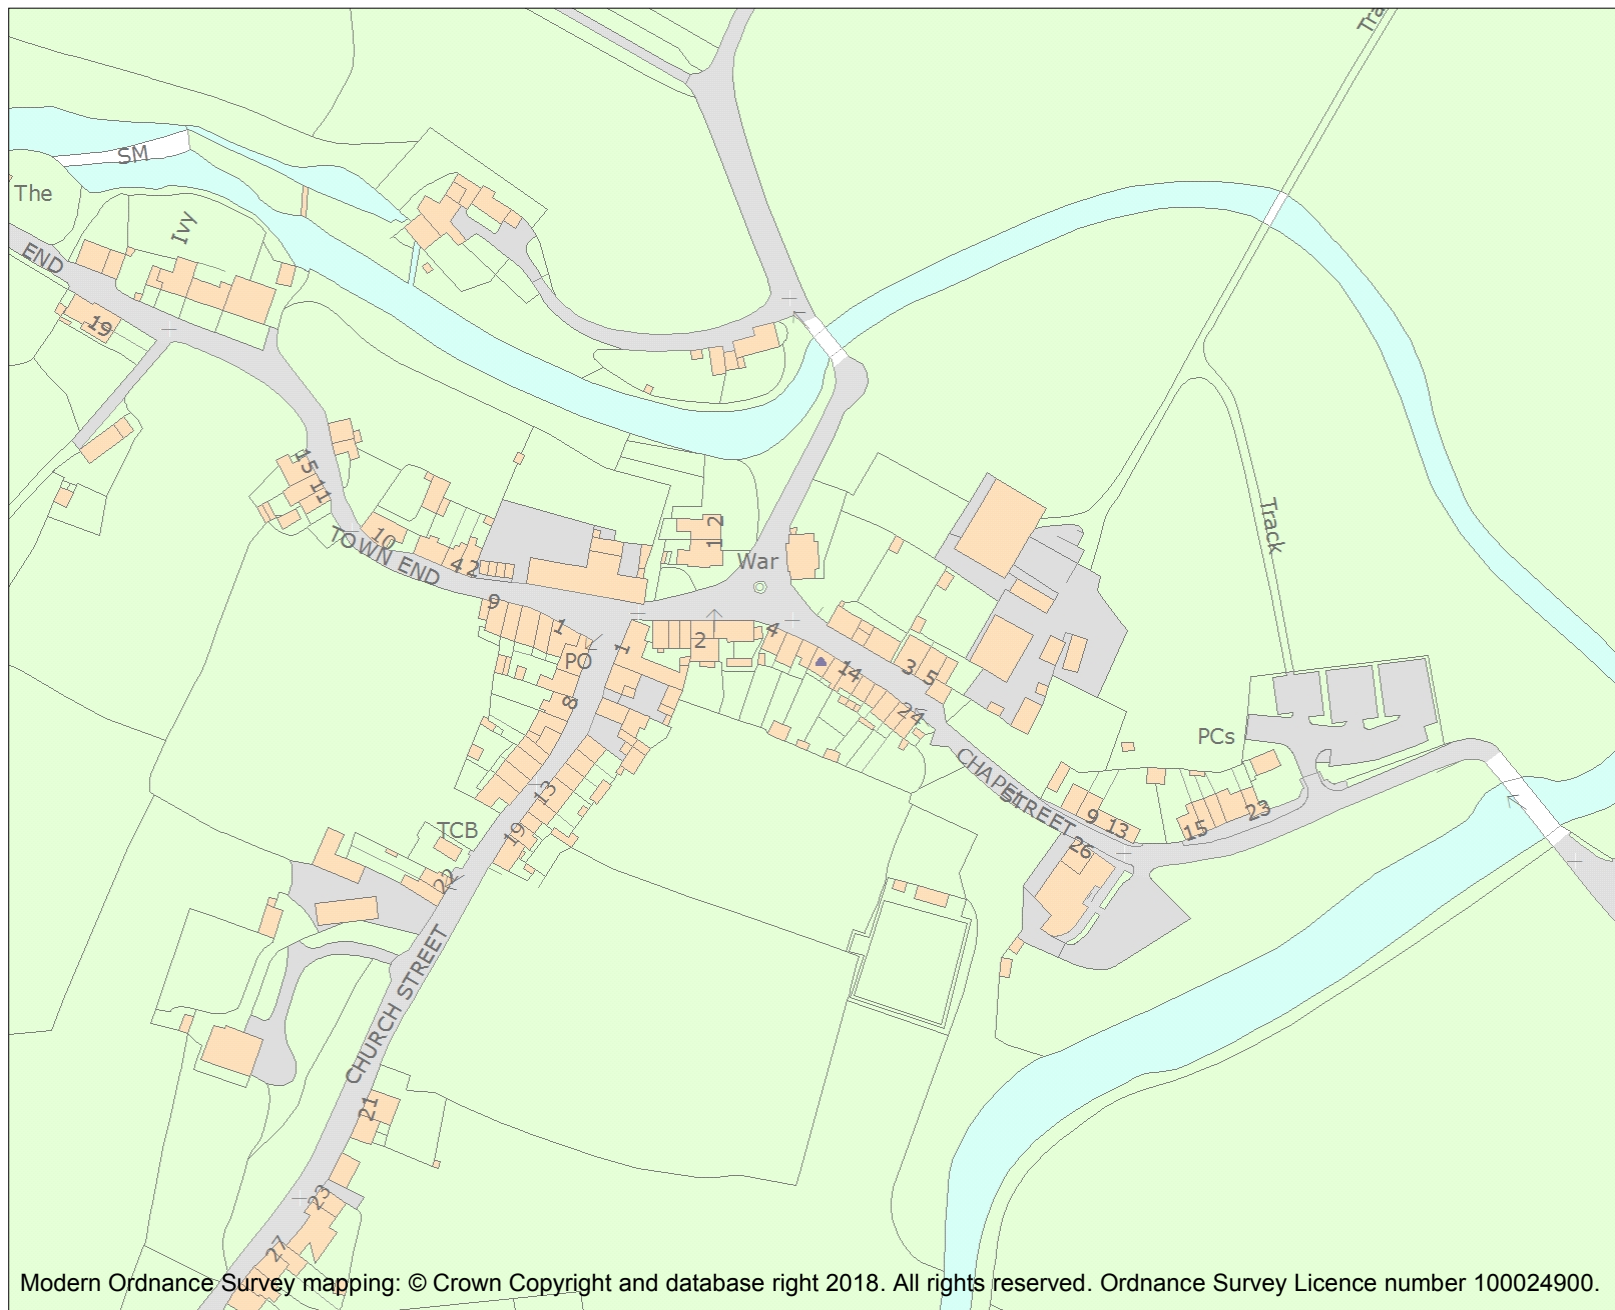 Tra
SM
The
Ivy
END
19
15
11
10
TOWN END
4 2
1 2
War
Track
9
1
PO
1
2
4
8
14
3 5
24
PCs
CHAPEL
STREET
13
19
TCB
9 13
15
23
26
22
CHURCH STREET
21
23
27
Modern Ordnance Survey mapping: © Crown Copyright and database right 2018. All rights reserved. Ordnance Survey Licence number 100024900.